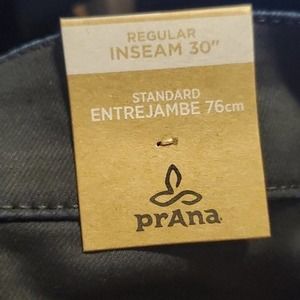 REGULAR
INSEAM 30"
STANDARD
ENTREJAMBE 76cm
prAna